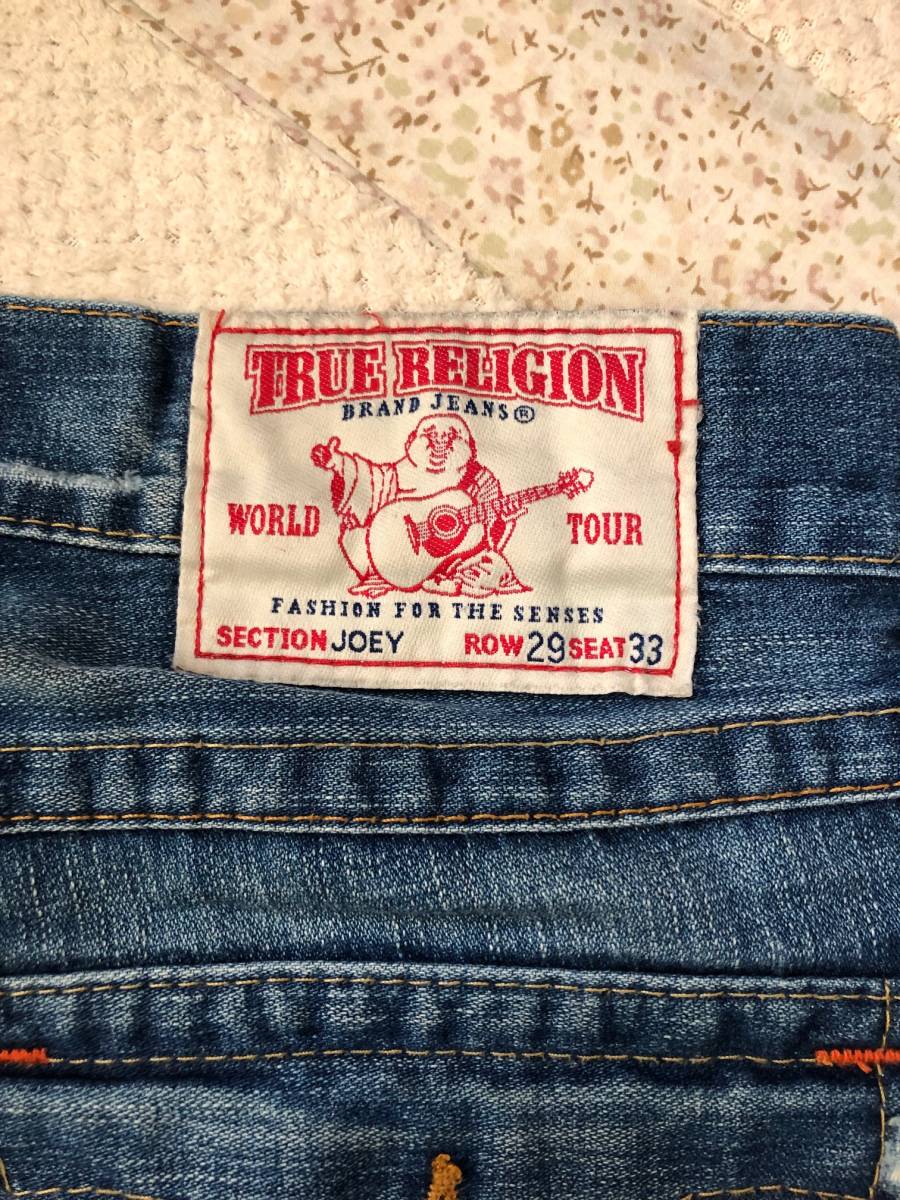 TRUE RELIGION
BRAND JEANS®
WORLD TOUR
FASHION FOR THE SENSES
SECTION JOEY ROW 29 SEAT 33